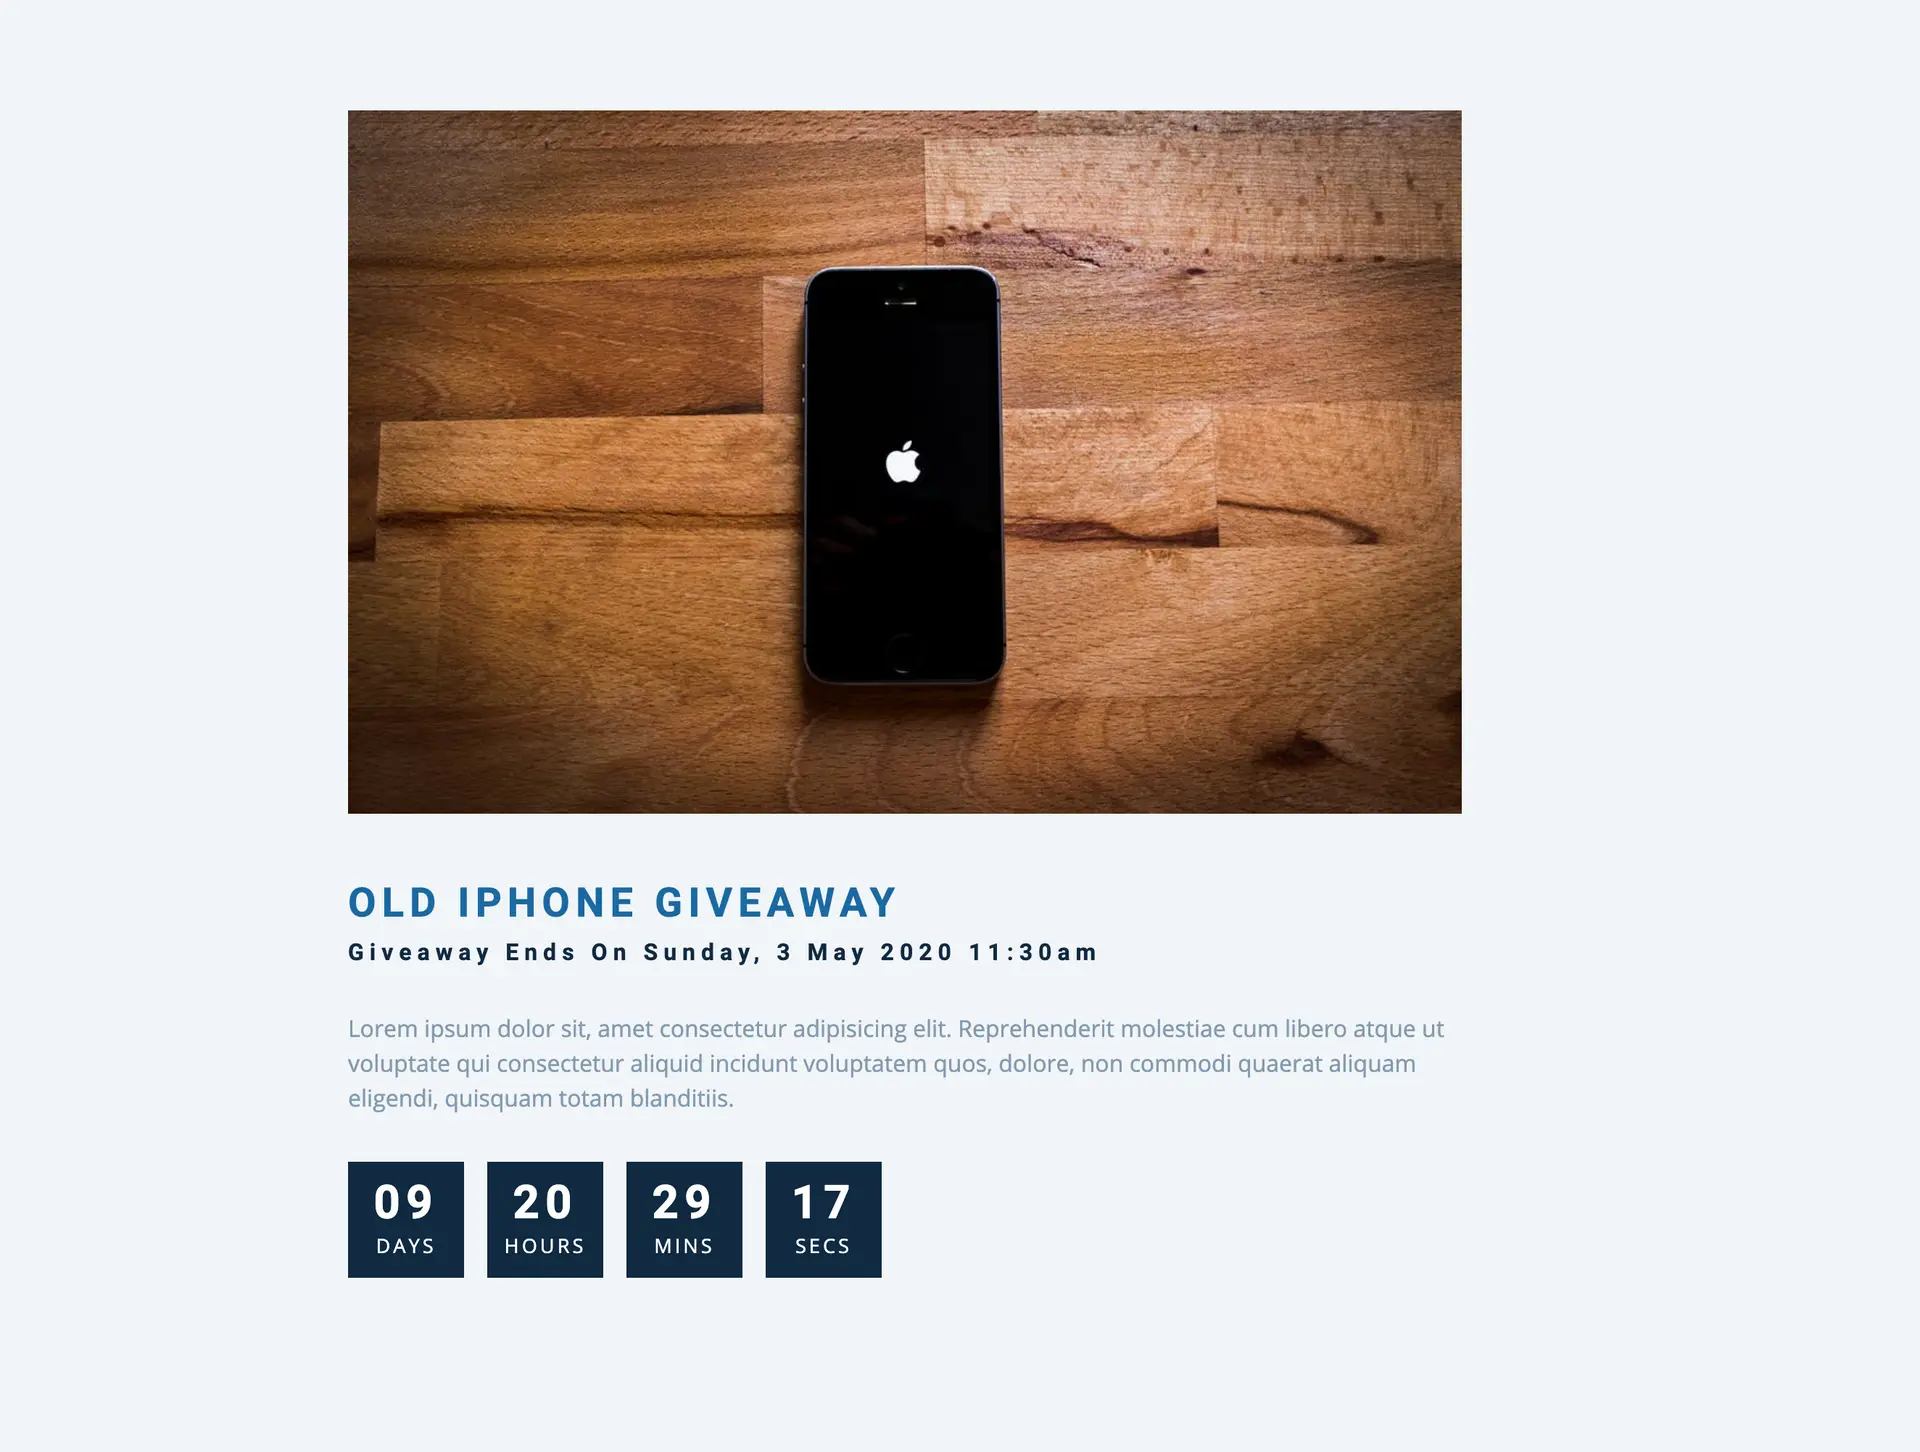 OLD IPHONE GIVEAWAY
Giveaway Ends On Sunday, 3 May 2020 11:30am
Lorem ipsum dolor sit, amet consectetur adipisicing elit. Reprehenderit molestiae cum libero atque ut
voluptate qui consectetur aliquid incidunt voluptatem quos, dolore, non commodi quaerat aliquam
eligendi, quisquam totam blanditiis.
09 20 29 17
DAYS HOURS MINS SECS